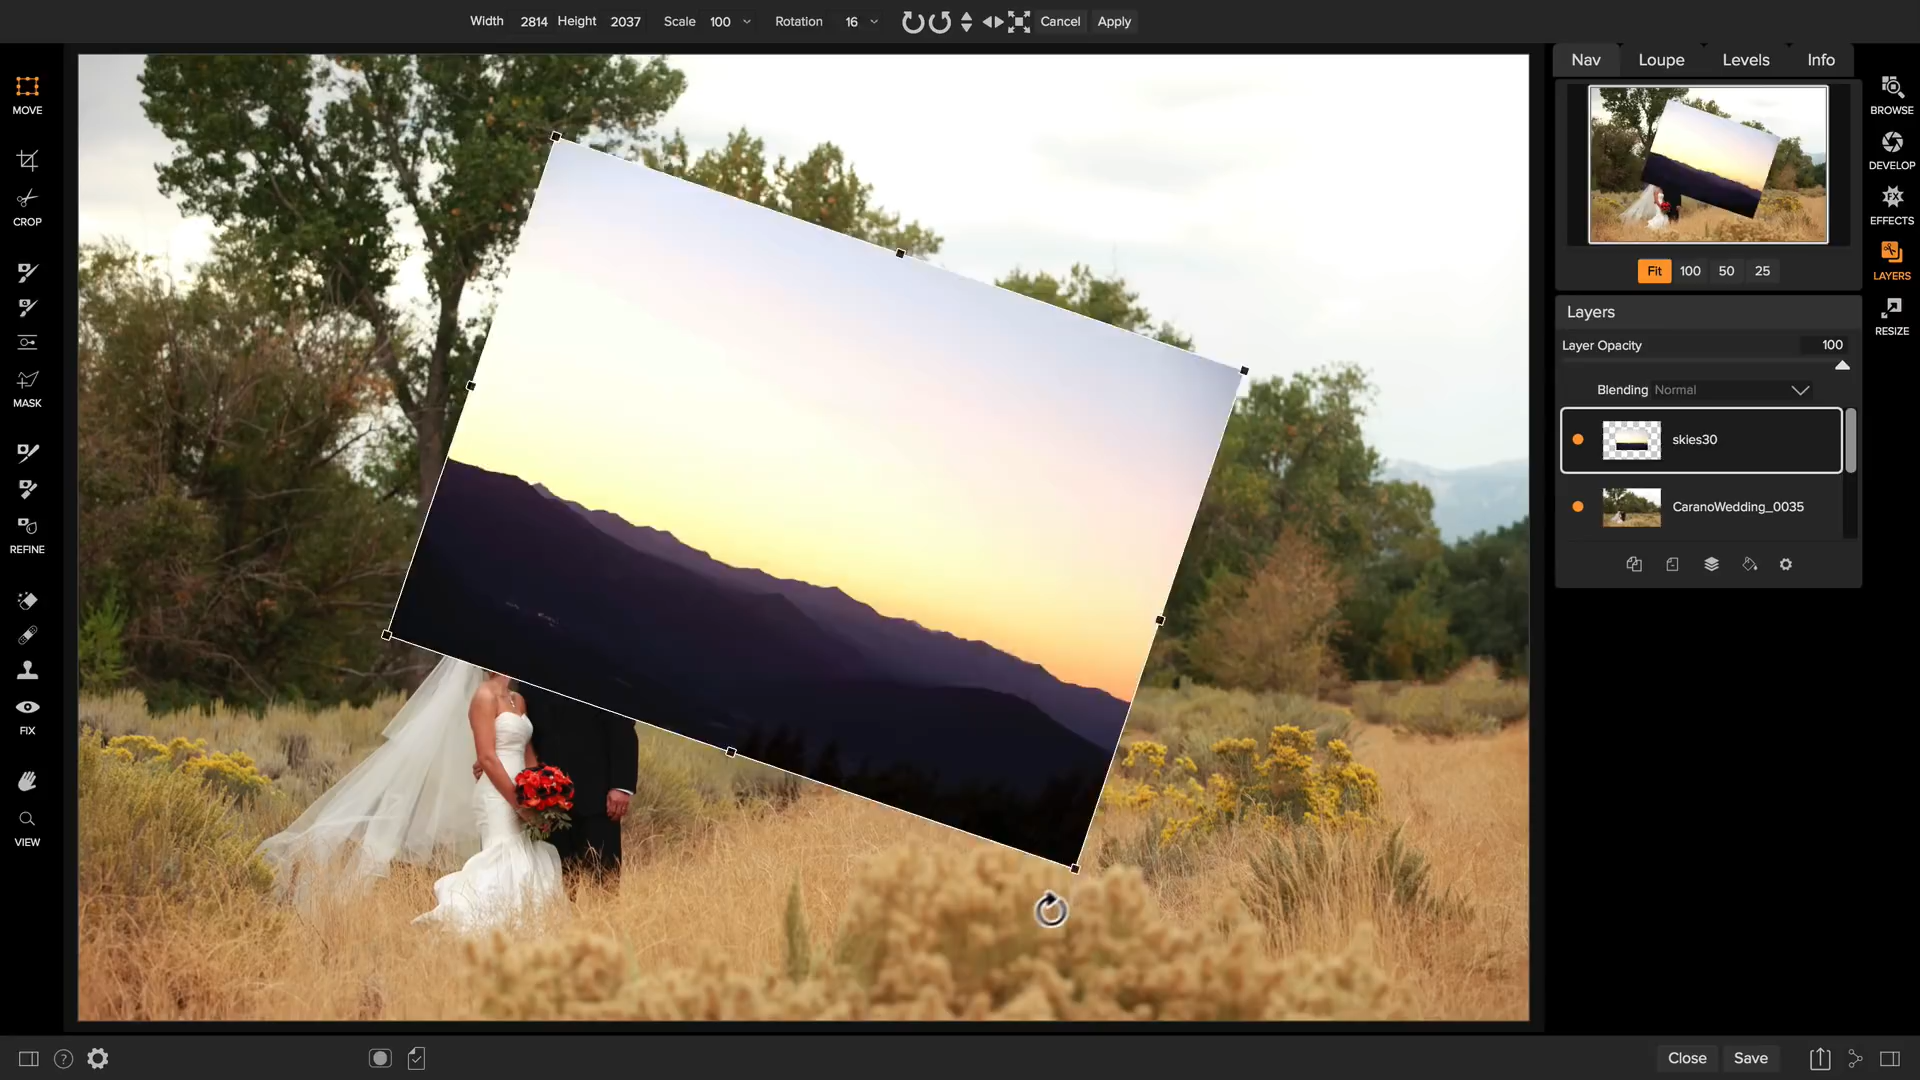 Width 2814 Height 2037 Scale 100 Rotation 16 Cancel Apply
MOVE
CROP
MASK
REFINE
FIX
VIEW
Nav Loupe Levels Info
Fit 100 50 25
Layers
Layer Opacity 100
Blending Normal
skies30
CaranoWedding_0035
BROWSE
DEVELOP
FX
EFFECTS
LAYERS
RESIZE
?
Close Save